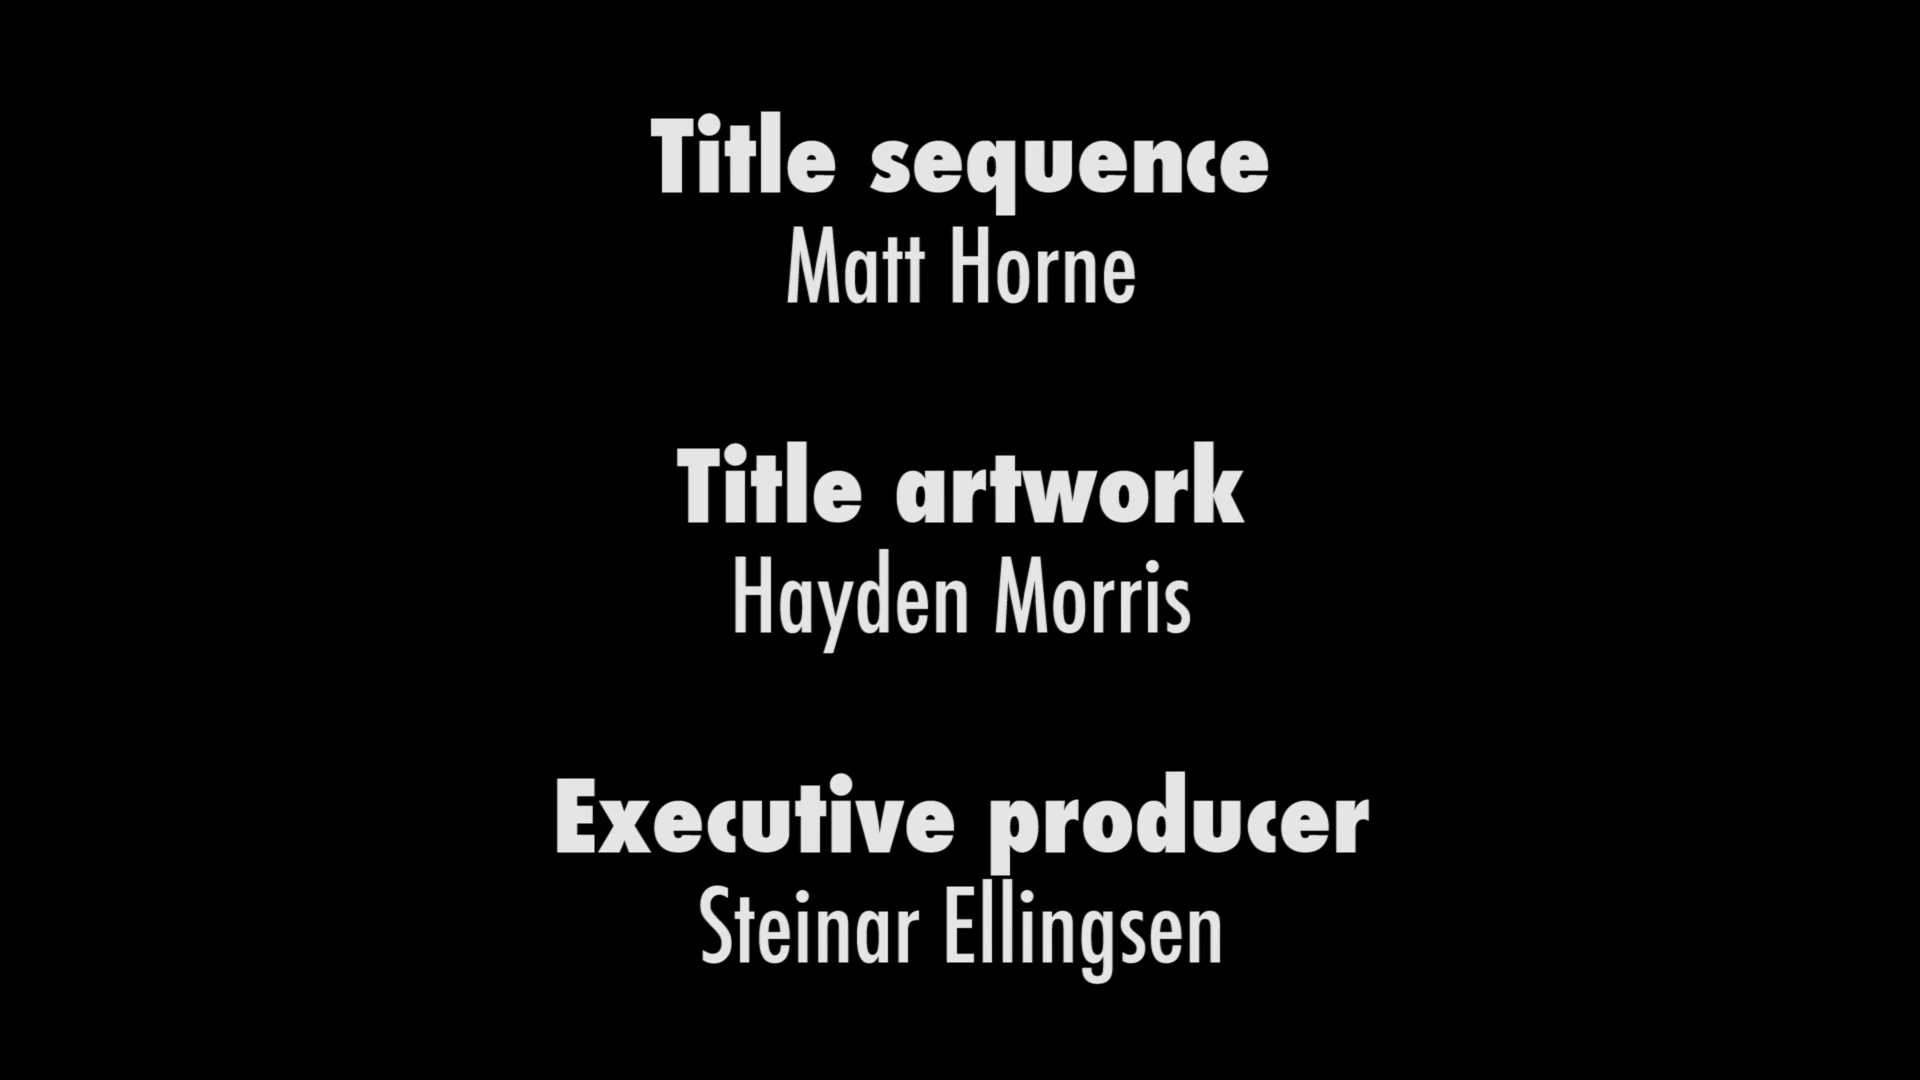 Title sequence
Matt Horne
Title artwork
Hayden Morris
Executive producer
Steinar Ellingsen